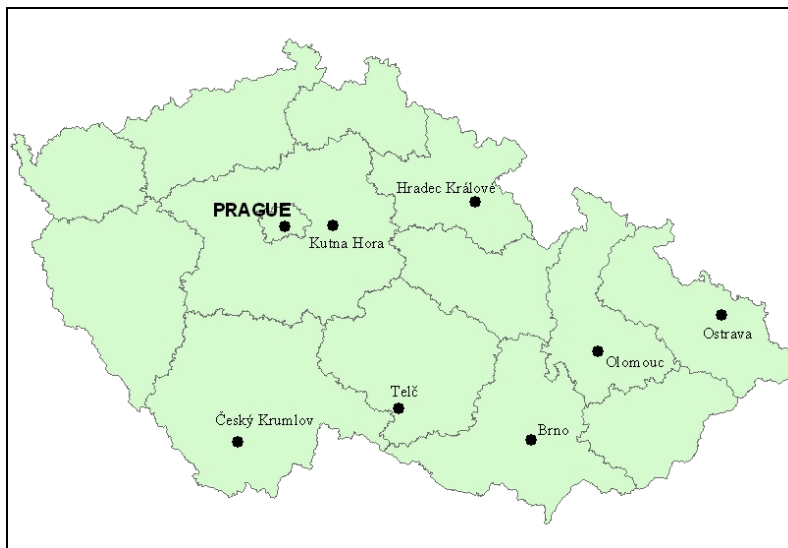 Hradec Králové
PRAGUE
Kutna Hora
Ostrava
Olomouc
Telč
Český Krumlov
Brno